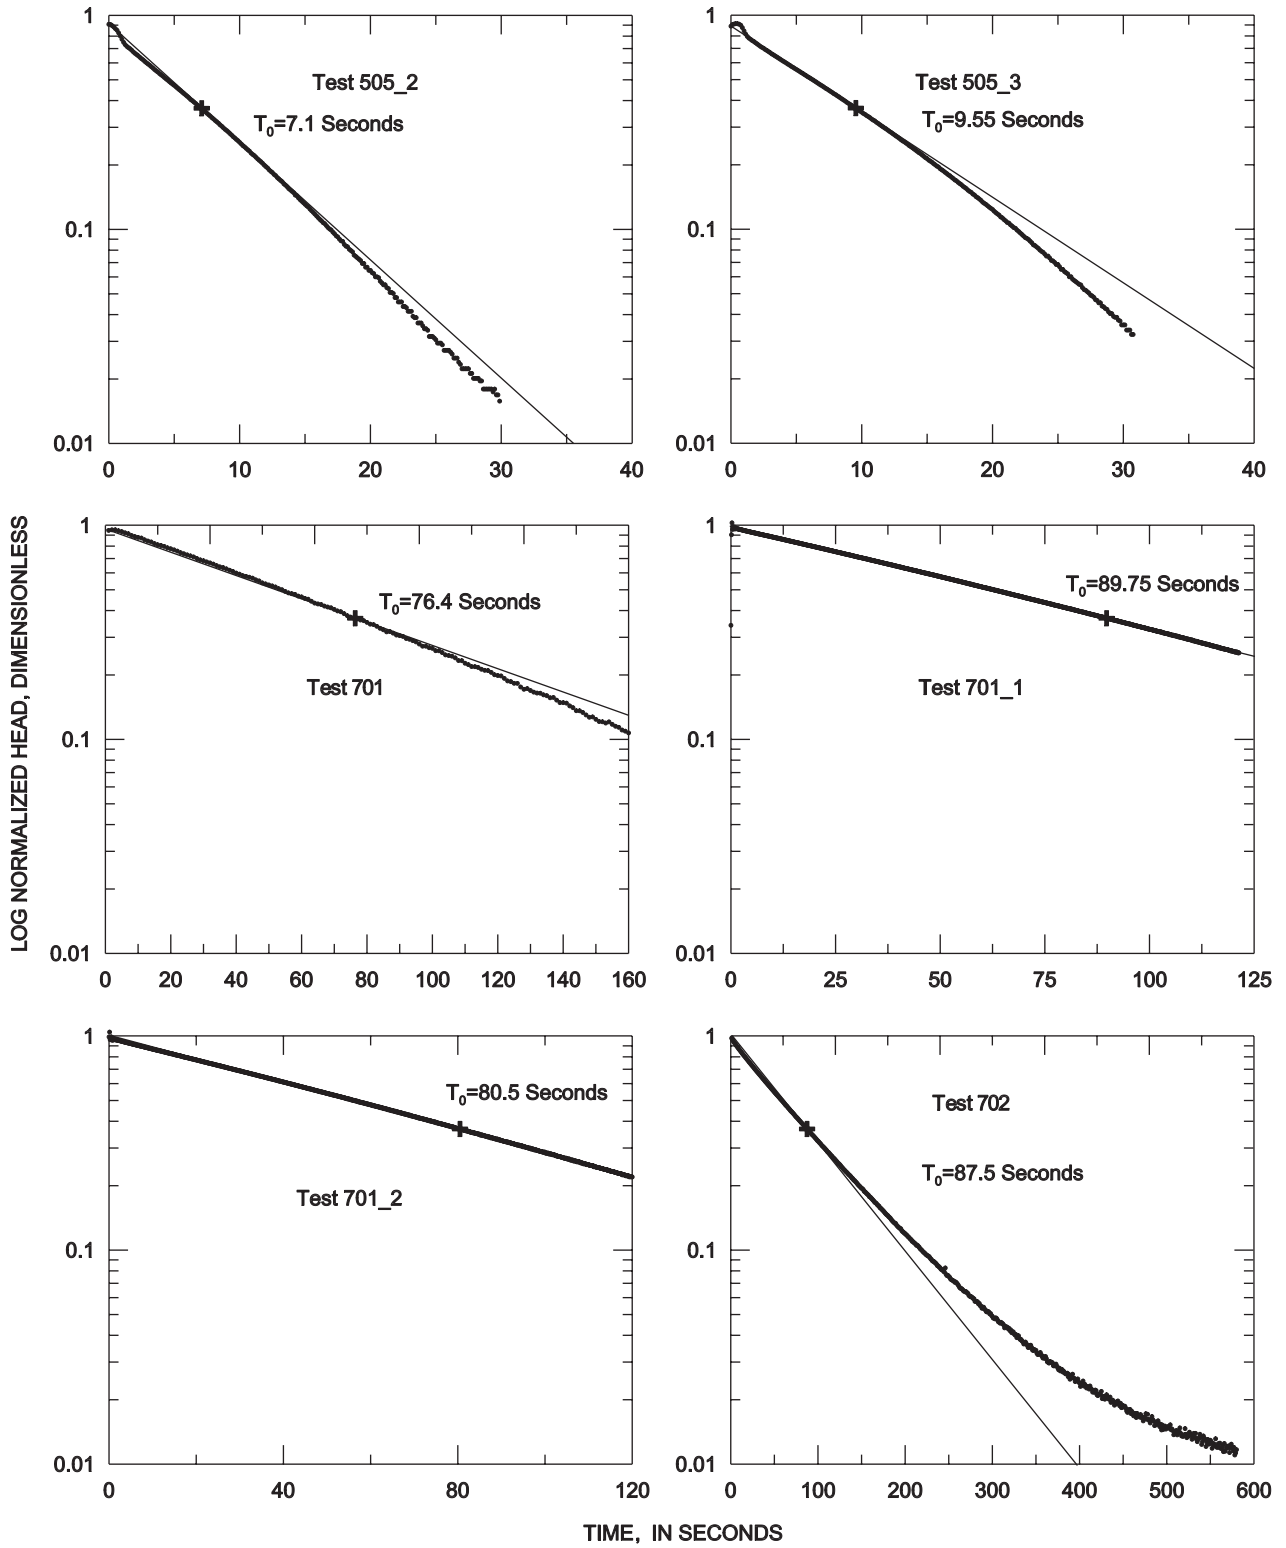 LOG NORMALIZED HEAD, DIMENSIONLESS
1
0.1
0.01
0 10 20 30 40
Test 505_2
T0=7.1 Seconds
1
0.1
0.01
0 10 20 30 40
Test 505_3
T0=9.55 Seconds
1
0.1
0.01
0 20 40 60 80 100 120 140 160
T0=76.4 Seconds
Test 701
1
0.1
0.01
0 25 50 75 100 125
T0=89.75 Seconds
Test 701_1
1
0.1
0.01
0 40 80 120
T0=80.5 Seconds
Test 701_2
1
0.1
0.01
0 100 200 300 400 500 600
Test 702
T0=87.5 Seconds
TIME, IN SECONDS